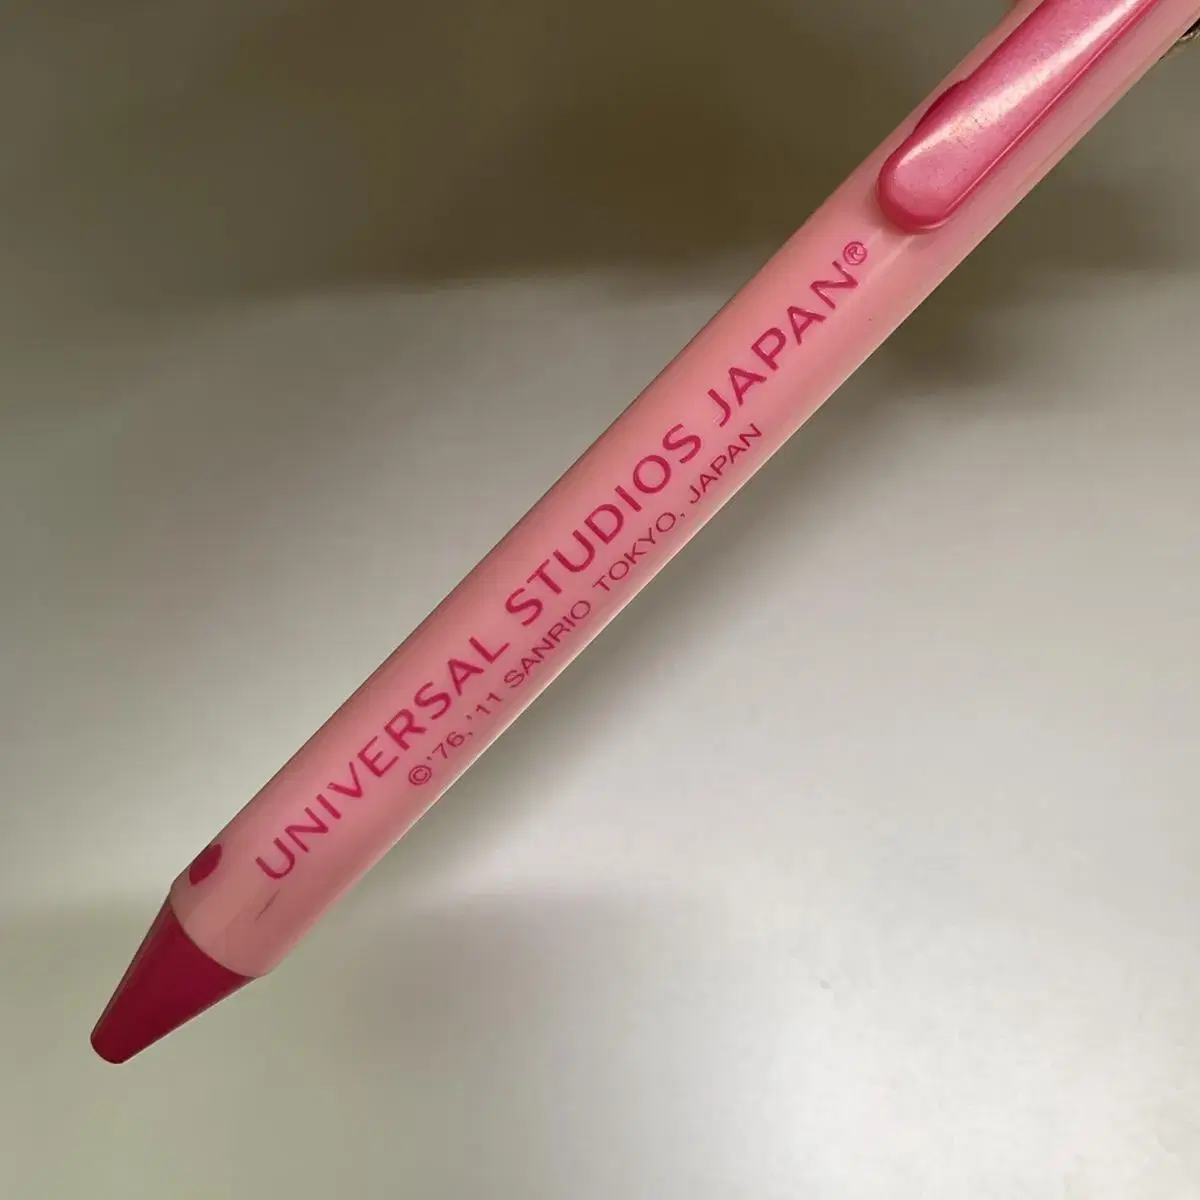 UNIVERSAL STUDIOS JAPAN®
©'76,'11 SANRIO TOKYO, JAPAN